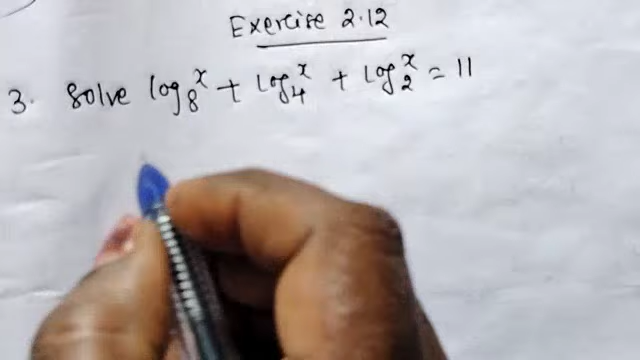 Exercise 2.12
3. Solve log₈ˣ + log₄ˣ + log₂ˣ = 11